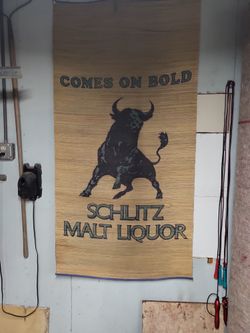 COMES ON BOLD
SCHLITZ
MALT LIQUOR